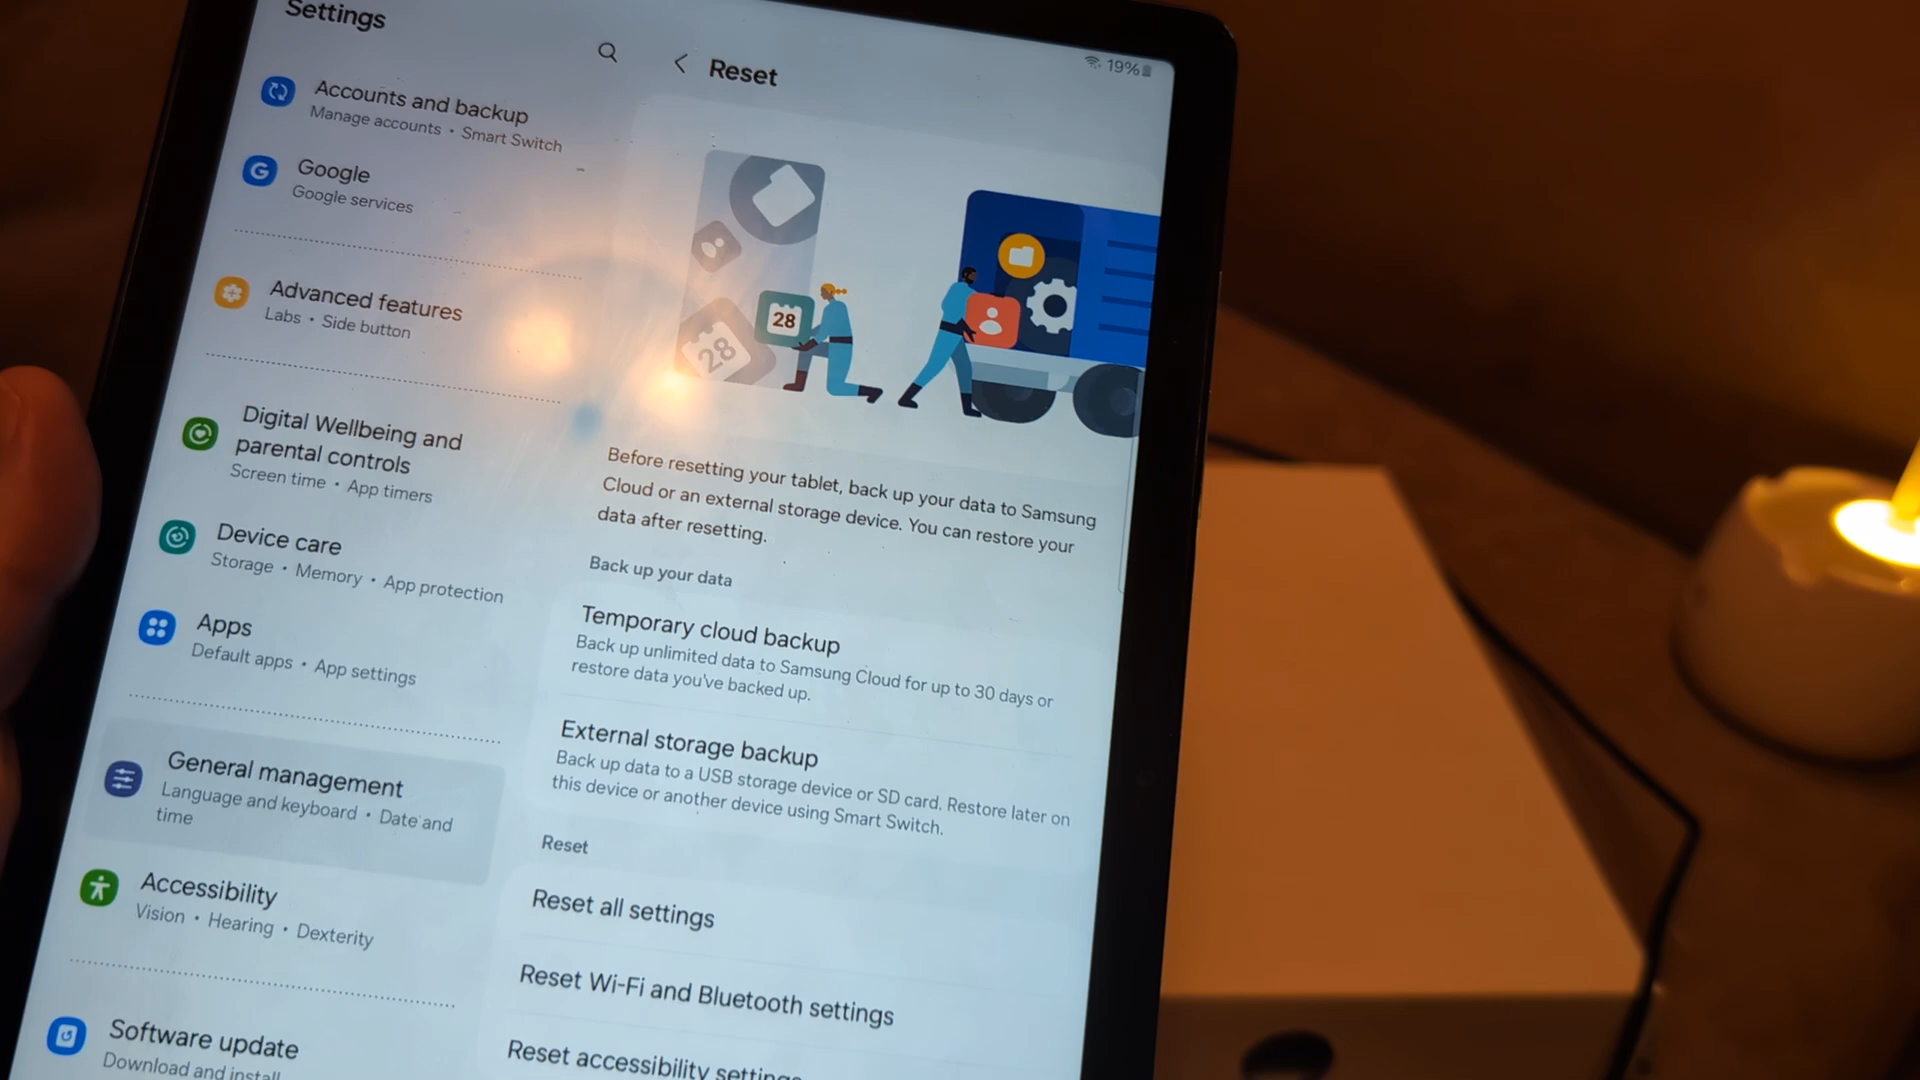 Settings
Accounts and backup
Manage accounts • Smart Switch
Google
Google services
Advanced features
Labs • Side button
Digital Wellbeing and
parental controls
Screen time • App timers
Device care
Storage • Memory • App protection
Apps
Default apps • App settings
General management
Language and keyboard • Date and
time
Accessibility
Vision • Hearing • Dexterity
Software update
Download and install
Reset
19%
28
28
Before resetting your tablet, back up your data to Samsung
Cloud or an external storage device. You can restore your
data after resetting.
Back up your data
Temporary cloud backup
Back up unlimited data to Samsung Cloud for up to 30 days or
restore data you've backed up.
External storage backup
Back up data to a USB storage device or SD card. Restore later on
this device or another device using Smart Switch.
Reset
Reset all settings
Reset Wi-Fi and Bluetooth settings
Reset accessibility settings